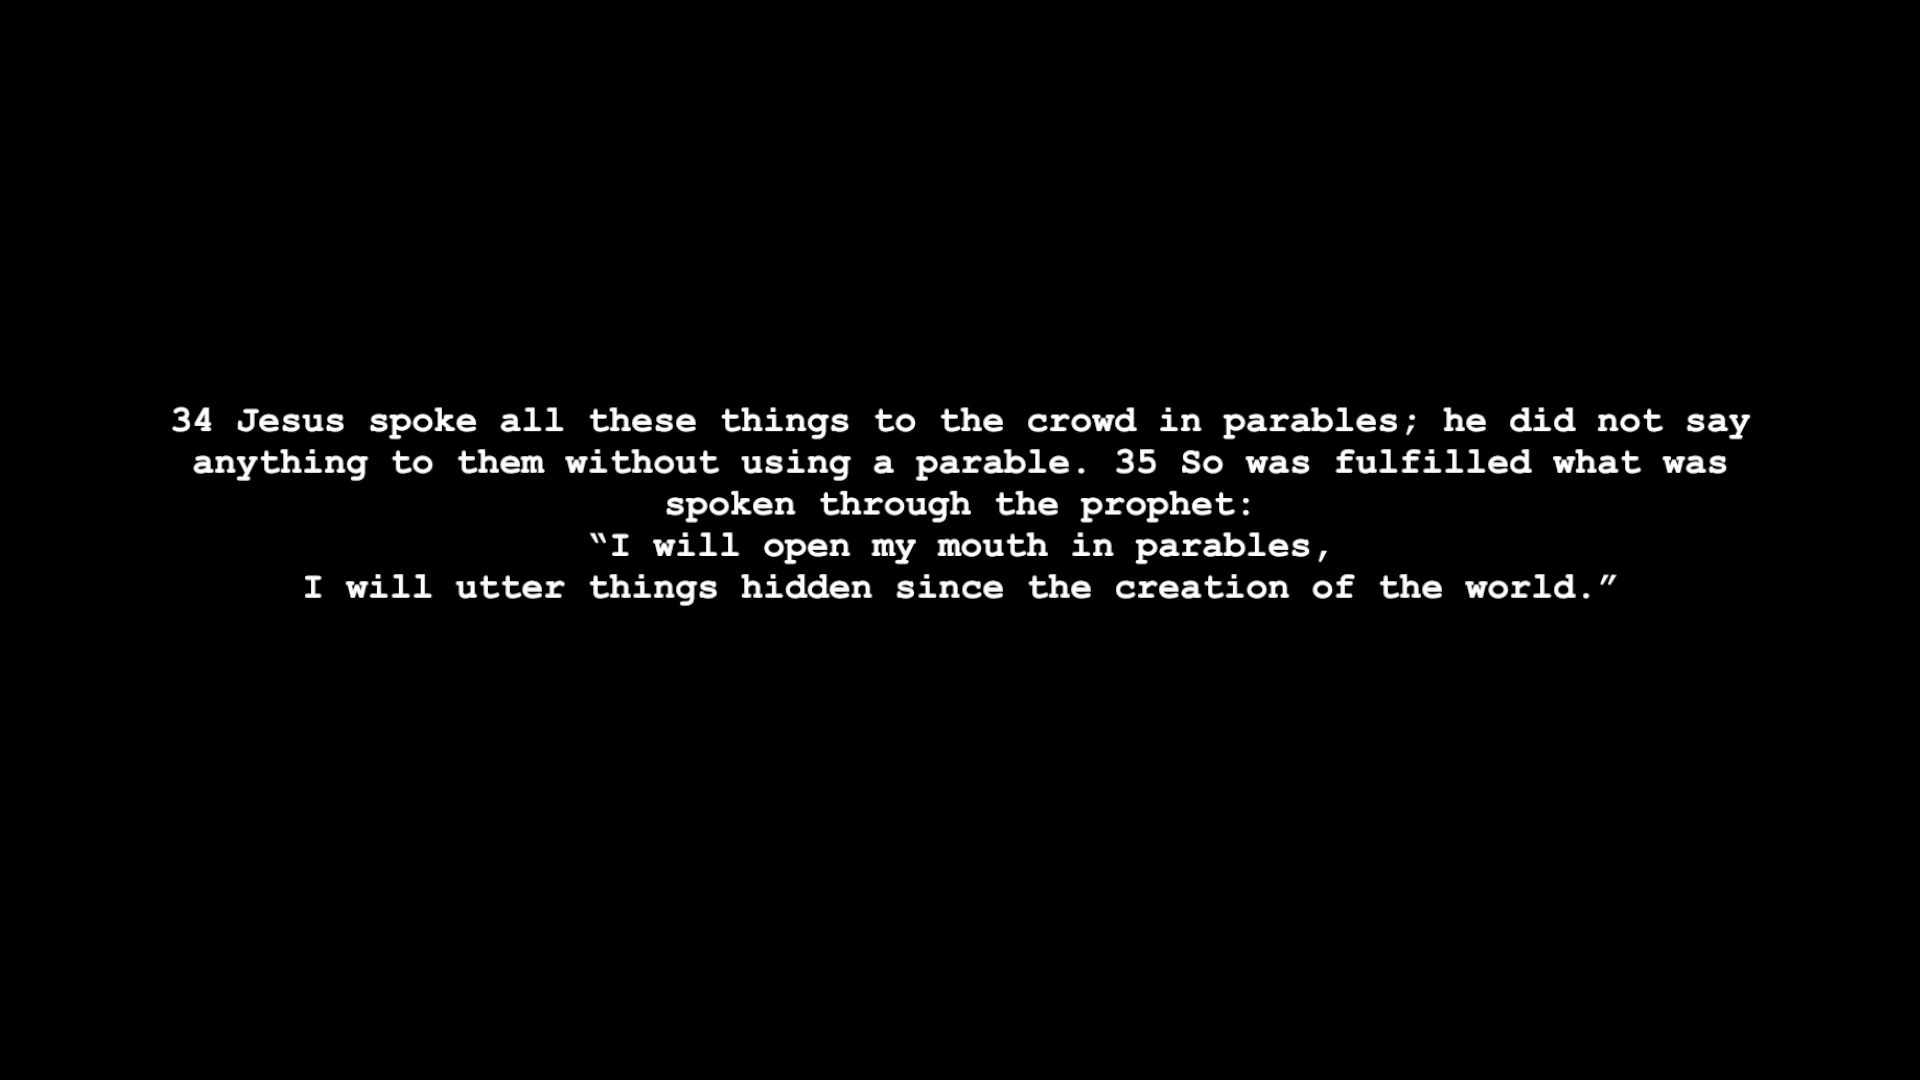 34 Jesus spoke all these things to the crowd in parables; he did not say
anything to them without using a parable. 35 So was fulfilled what was
spoken through the prophet:
“I will open my mouth in parables,
I will utter things hidden since the creation of the world.”